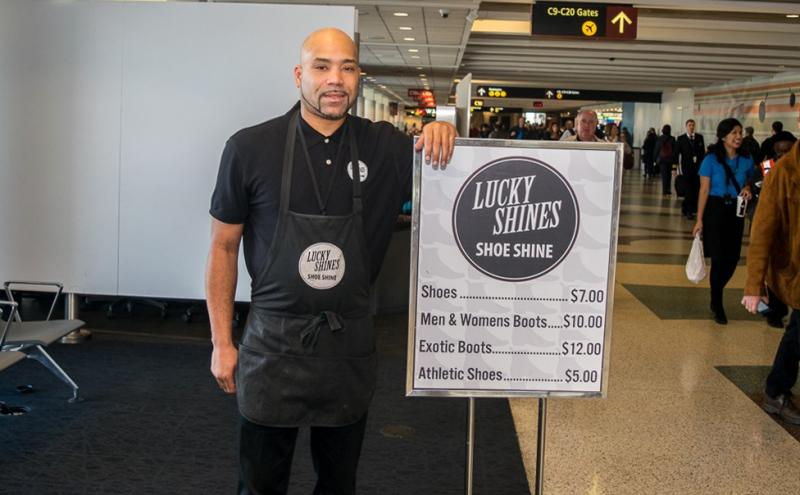 C9-C20 Gates
LUCKY
SHINES
SHOE SHINE
Shoes..............................$7.00
Men & Womens Boots.....$10.00
Exotic Boots....................$12.00
Athletic Shoes........................$5.00
LUCKY
SHINES
SHOE SHINE